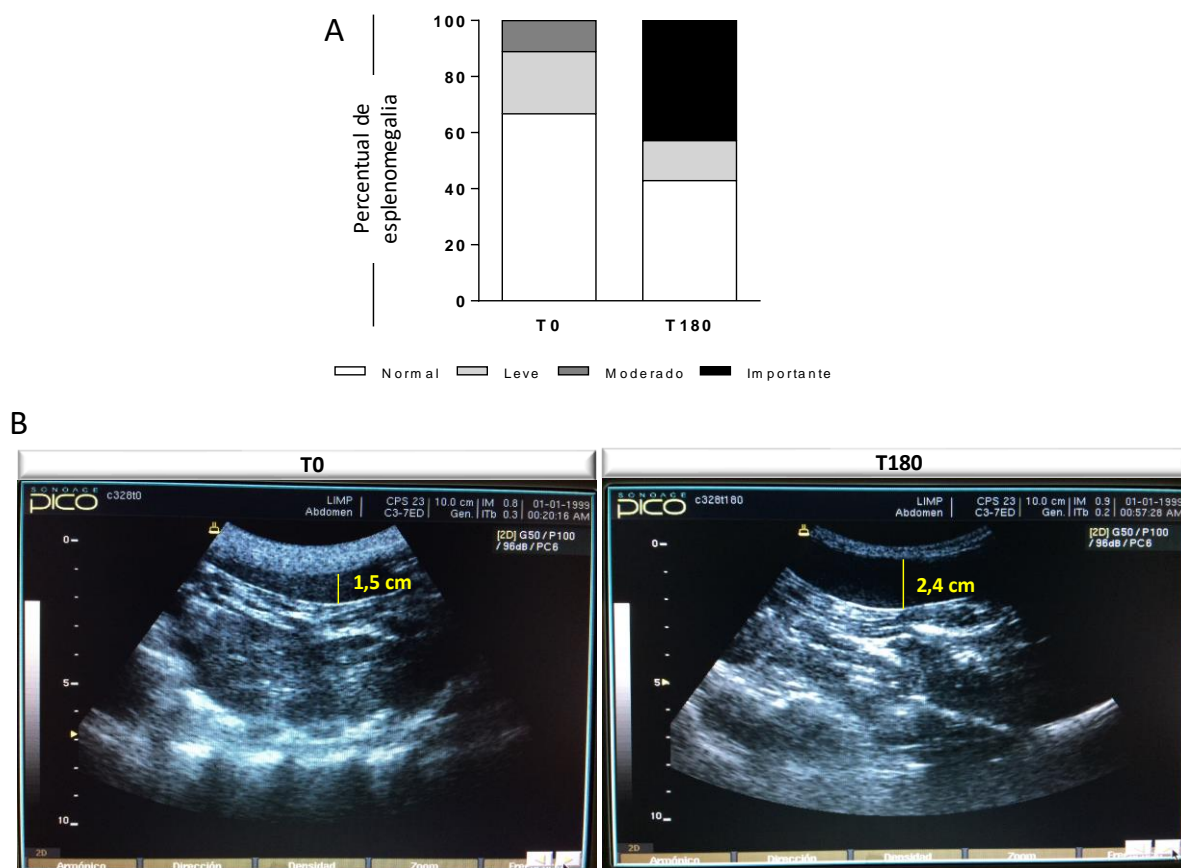 A
Percentual de
esplenomegalia
100
80
60
40
20
0
T0
T180
Normal
Leve
Moderado
Importante
B
T0
SONOACE
PICO
c328t0
LIMP
Abdomen
CPS 23
C3-7ED
10.0 cm
Gen.
IM 0.8
ITb 0.3
01-01-1999
00:20:16 AM
[2D] G50 / P100
/ 96dB / PC6
0
5
10
1,5 cm
2D
Armónico
Dirección
Densidad
Zoom
T180
SONOACE
PICO
c328t180
LIMP
Abdomen
CPS 23
C3-7ED
10.0 cm
Gen.
IM 0.9
ITb 0.2
01-01-1999
00:57:28 AM
[2D] G50 / P100
/ 96dB / PC6
0
5
10
2,4 cm
2D
Armónico
Dirección
Densidad
Zoom